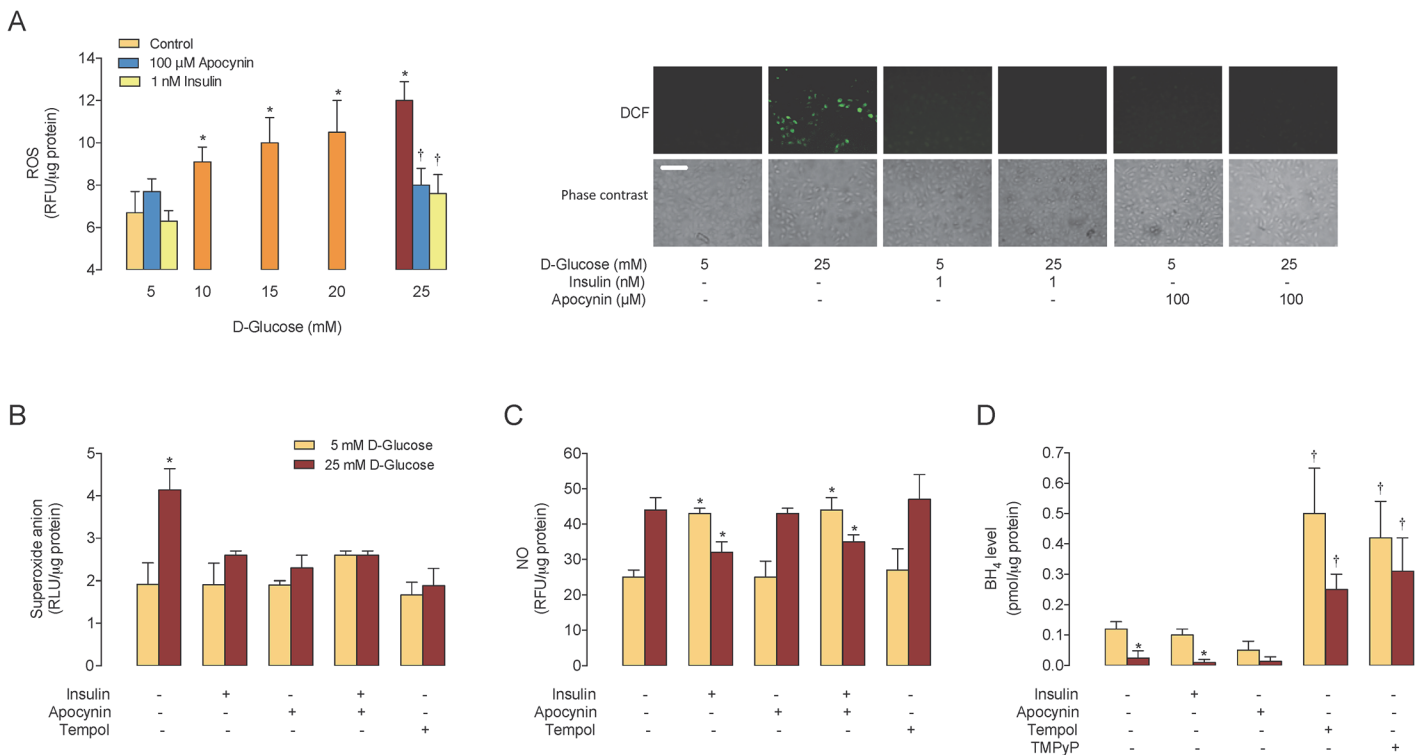 A
Control
100 µM Apocynin
1 nM Insulin
ROS
(RFU/µg protein)
14
12
10
8
6
4
*
*
*
*
†
†
5
10
15
20
25
D-Glucose (mM)
DCF
Phase contrast
D-Glucose (mM) 5 25 5 25 5 25
Insulin (nM) - - 1 1 - -
Apocynin (µM) - - - - 100 100
B
5 mM D-Glucose
25 mM D-Glucose
Superoxide anion
(RLU/µg protein)
5
4
3
2
1
0
*
Insulin - + - + -
Apocynin - - + + -
Tempol - - - - +
C
NO
(RFU/µg protein)
60
50
40
30
20
10
0
*
*
*
*
Insulin - + - + -
Apocynin - - + + -
Tempol - - - - +
D
BH4 level
(pmol/µg protein)
0.7
0.6
0.5
0.4
0.3
0.2
0.1
0.0
*
*
†
†
†
†
Insulin - + - - -
Apocynin - - + - -
Tempol - - - + -
TMPyP - - - - +